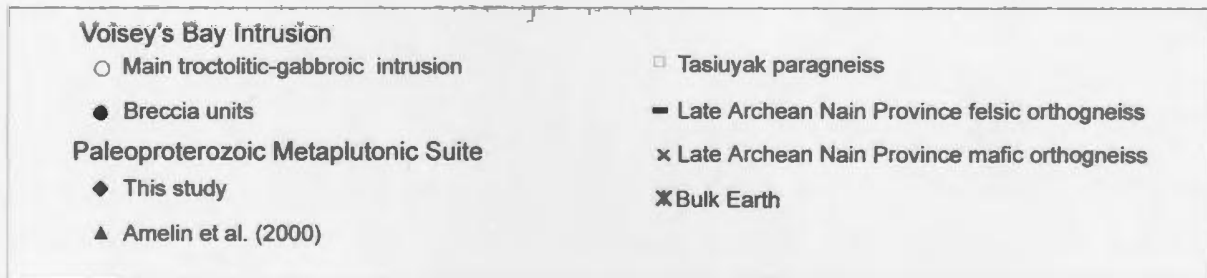 Voisey's Bay Intrusion
Main troctolitic-gabbroic intrusion
Breccia units
Paleoproterozoic Metaplutonic Suite
This study
Amelin et al. (2000)
Tasiuyak paragneiss
Late Archean Nain Province felsic orthogneiss
Late Archean Nain Province mafic orthogneiss
Bulk Earth